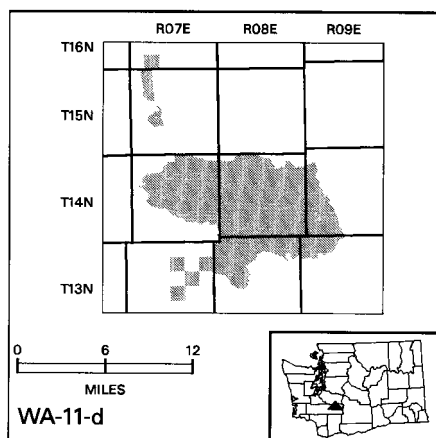 R07E R08E R09E
T16N
T15N
T14N
T13N
0 6 12
MILES
WA-11-d